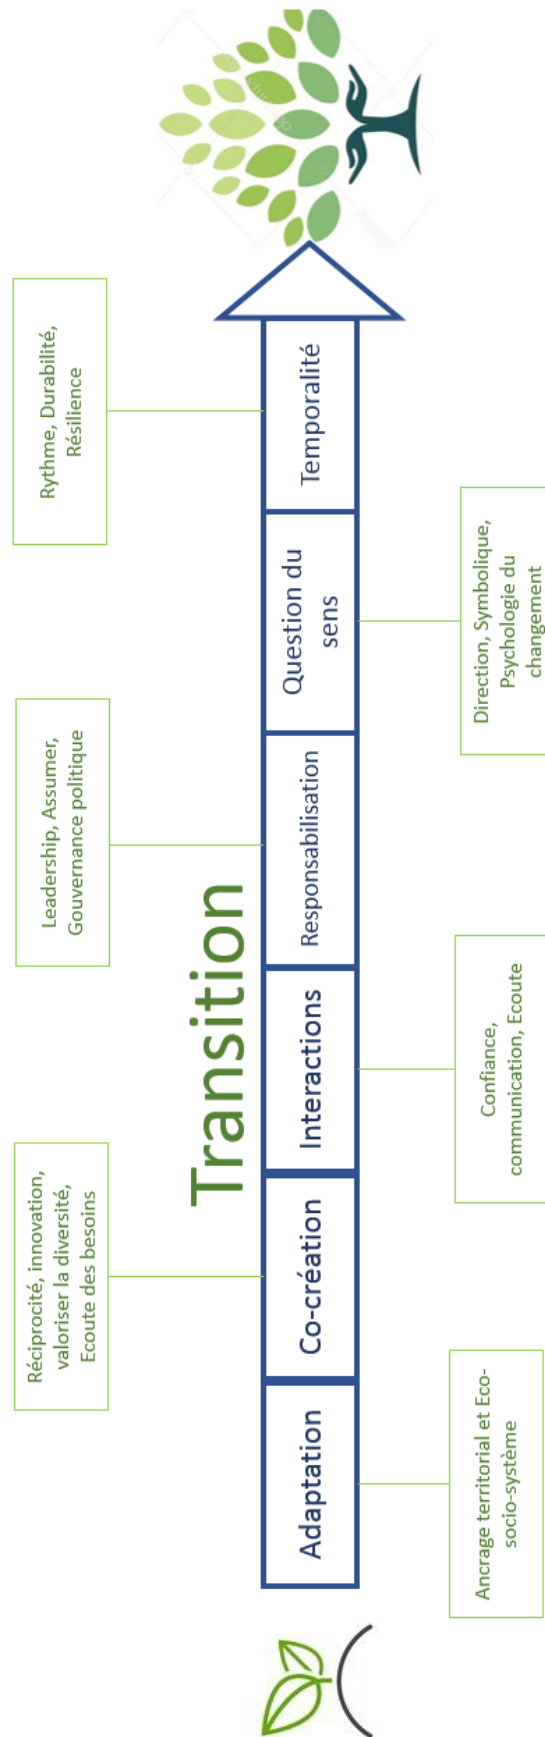 Transition
Réciprocité, innovation,
valoriser la diversité,
Ecoute des besoins
Leadership, Assumer,
Gouvernance politique
Rythme, Durabilité,
Résilience
Adaptation
Co-création
Interactions
Responsabilisation
Question du
sens
Temporalité
Ancrage territorial et Eco-
socio-système
Confiance,
communication, Ecoute
Direction, Symbolique,
Psychologie du
changement